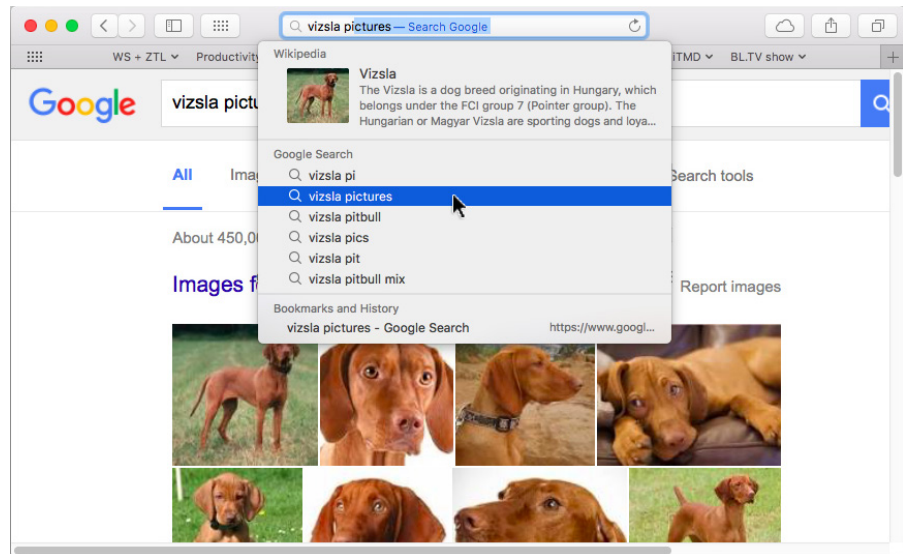 vizsla pictures — Search Google
WS + ZTL
Productivity
iTMD
BL.TV show
Wikipedia
Vizsla
The Vizsla is a dog breed originating in Hungary, which
belongs under the FCI group 7 (Pointer group). The
Hungarian or Magyar Vizsla are sporting dogs and loya...
Google
vizsla pictu
Google Search
vizsla pi
vizsla pictures
vizsla pitbull
vizsla pics
vizsla pit
vizsla pitbull mix
Bookmarks and History
vizsla pictures - Google Search https://www.googl...
All
Ima
Search tools
About 450,0
Images f
Report images